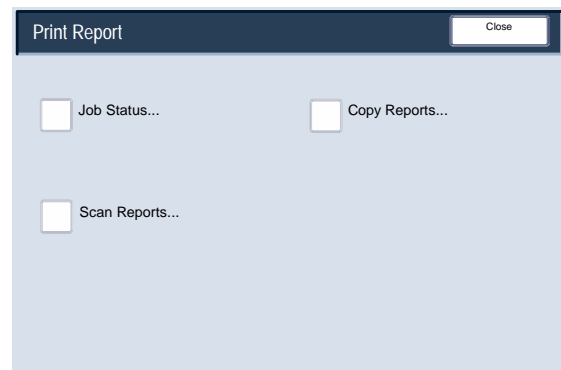 Print Report
Close
Job Status...
Copy Reports...
Scan Reports...